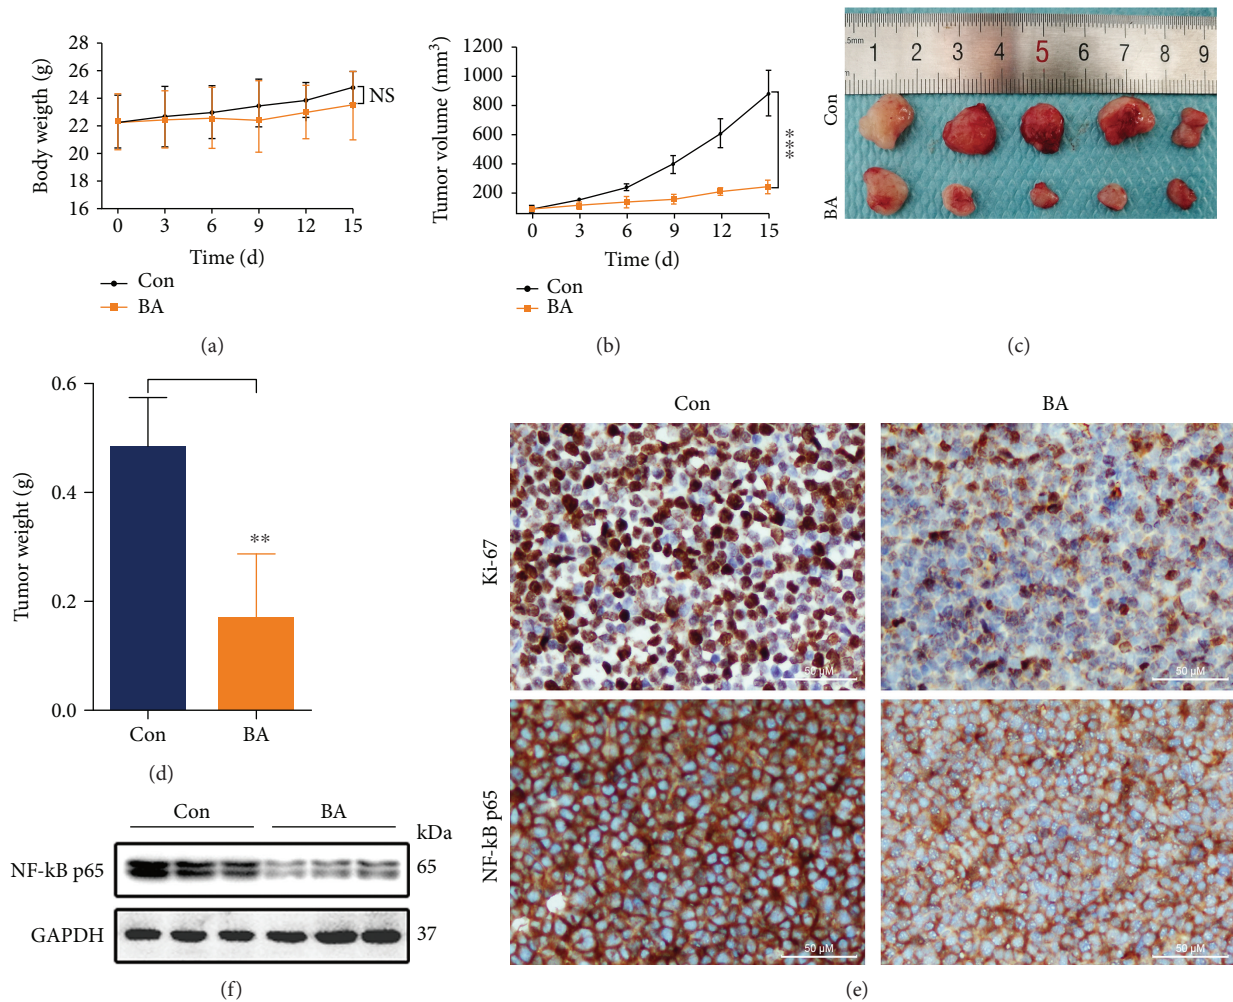 Body weigth (g)
28
26
24
22
20
18
16
NS
0 3 6 9 12 15
Time (d)
Con
BA
(a)
Tumor volume (mm³)
1200
1000
800
600
400
200
***
0 3 6 9 12 15
Time (d)
Con
BA
(b)
Con
BA
.5mm
1 2 3 4 5 6 7 8 9
(c)
Tumor weight (g)
0.6
0.4
0.2
0.0
**
Con BA
(d)
Con BA
Ki-67
50 µM
50 µM
NF-kB p65
50 µM
50 µM
(e)
Con BA
kDa
NF-kB p65 65
GAPDH 37
(f)